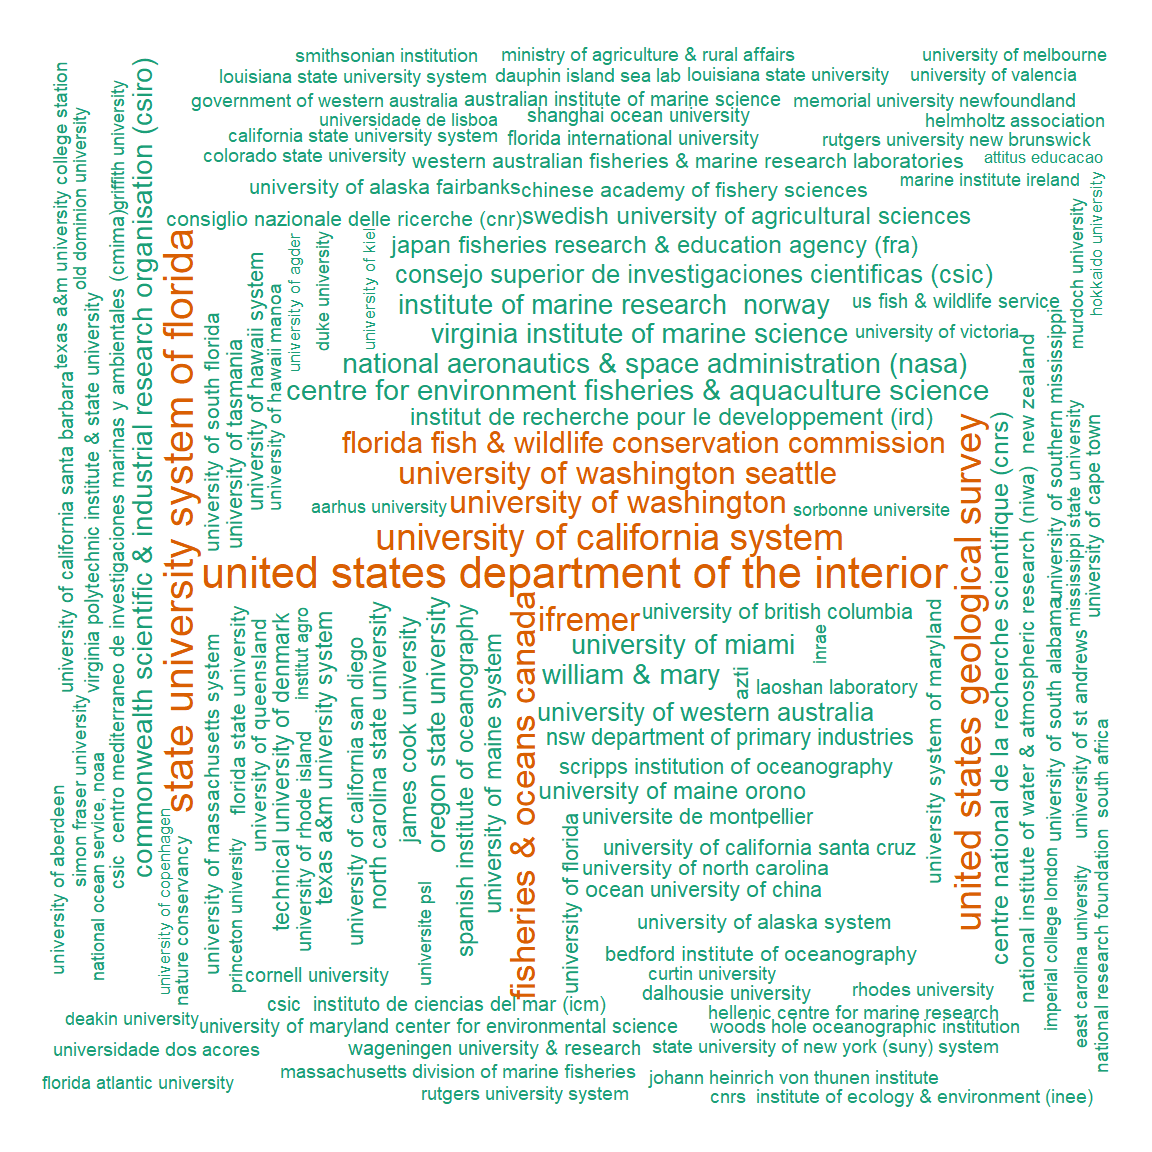 smithsonian institution
ministry of agriculture & rural affairs
university of melbourne
louisiana state university system
dauphin island sea lab
louisiana state university
university of valencia
government of western australia
australian institute of marine science
memorial university newfoundland
universidade de lisboa
shanghai ocean university
helmholtz association
california state university system
florida international university
rutgers university new brunswick
colorado state university
western australian fisheries & marine research laboratories
attitus educacao
university of alaska fairbanks
chinese academy of fishery sciences
marine institute ireland
consiglio nazionale delle ricerche (cnr)
swedish university of agricultural sciences
japan fisheries research & education agency (fra)
consejo superior de investigaciones cientificas (csic)
institute of marine research norway
us fish & wildlife service
virginia institute of marine science
university of victoria
national aeronautics & space administration (nasa)
centre for environment fisheries & aquaculture science
institut de recherche pour le developpement (ird)
florida fish & wildlife conservation commission
university of washington seattle
aarhus university
university of washington
sorbonne universite
university of california system
united states department of the interior
texas a&m university college station
old dominion university
griffith university
commonwealth scientific & industrial research organisation (csiro)
university of california santa barbara
virginia polytechnic institute & state university
csic centro mediterraneo de investigaciones marinas y ambientales (cmima)
state university system of florida
university of south florida
university of tasmania
university of hawaii system
university of hawaii manoa
university of agder
duke university
university of kiel
hokkaido university
murdoch university
university of southern mississippi
mississippi state university
university of cape town
national institute of water & atmospheric research (niwa) new zealand
centre national de la recherche scientifique (cnrs)
united states geological survey
university of aberdeen
simon fraser university
national ocean service, noaa
university of copenhagen
nature conservancy
university of massachusetts system
princeton university
florida state university
university of queensland
technical university of denmark
institut agro
university of rhode island
texas a&m university system
university of california san diego
north carolina state university
james cook university
universite psl
oregon state university
spanish institute of oceanography
university of maine system
fisheries & oceans canada
ifremer
university of british columbia
university of miami
inrae
william & mary
azti
laoshan laboratory
university of western australia
nsw department of primary industries
scripps institution of oceanography
university of maine orono
universite de montpellier
university of california santa cruz
university of north carolina
ocean university of china
university of florida
university of alaska system
university system of maryland
bedford institute of oceanography
curtin university
university of south alabama
imperial college london
university of st andrews
east carolina university
national research foundation south africa
cornell university
dalhousie university
rhodes university
csic instituto de ciencias del mar (icm)
hellenic centre for marine research
deakin university
university of maryland center for environmental science
woods hole oceanographic institution
universidade dos acores
wageningen university & research
state university of new york (suny) system
florida atlantic university
massachusetts division of marine fisheries
johann heinrich von thunen institute
rutgers university system
cnrs institute of ecology & environment (inee)